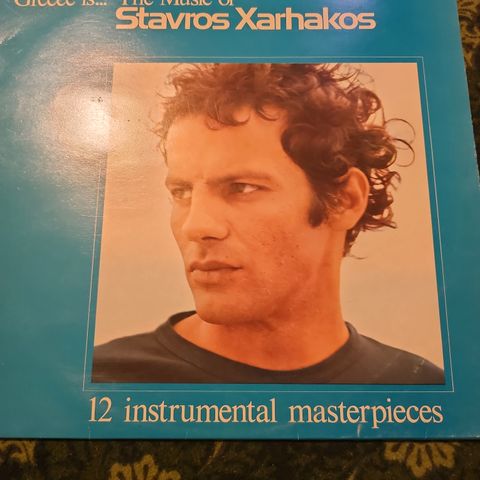 Greece is... The Music of
Stavros Xarhakos
12 instrumental masterpieces